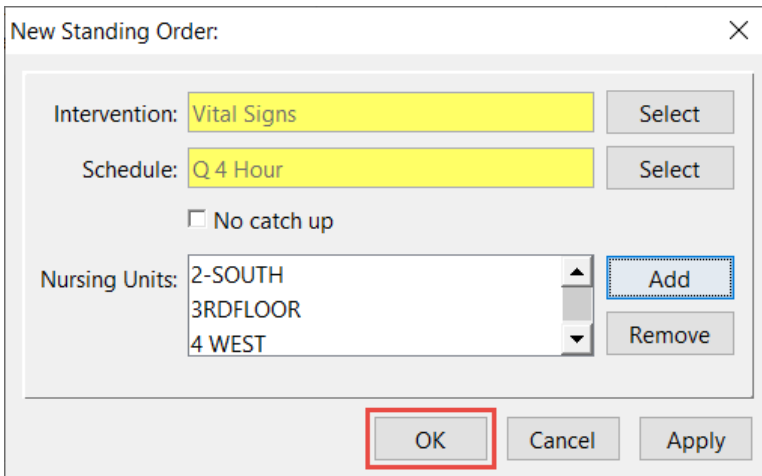 New Standing Order:
Intervention: Vital Signs Select
Schedule: Q 4 Hour Select
No catch up
Nursing Units: 2-SOUTH Add
3RDFLOOR
4 WEST Remove
OK Cancel Apply